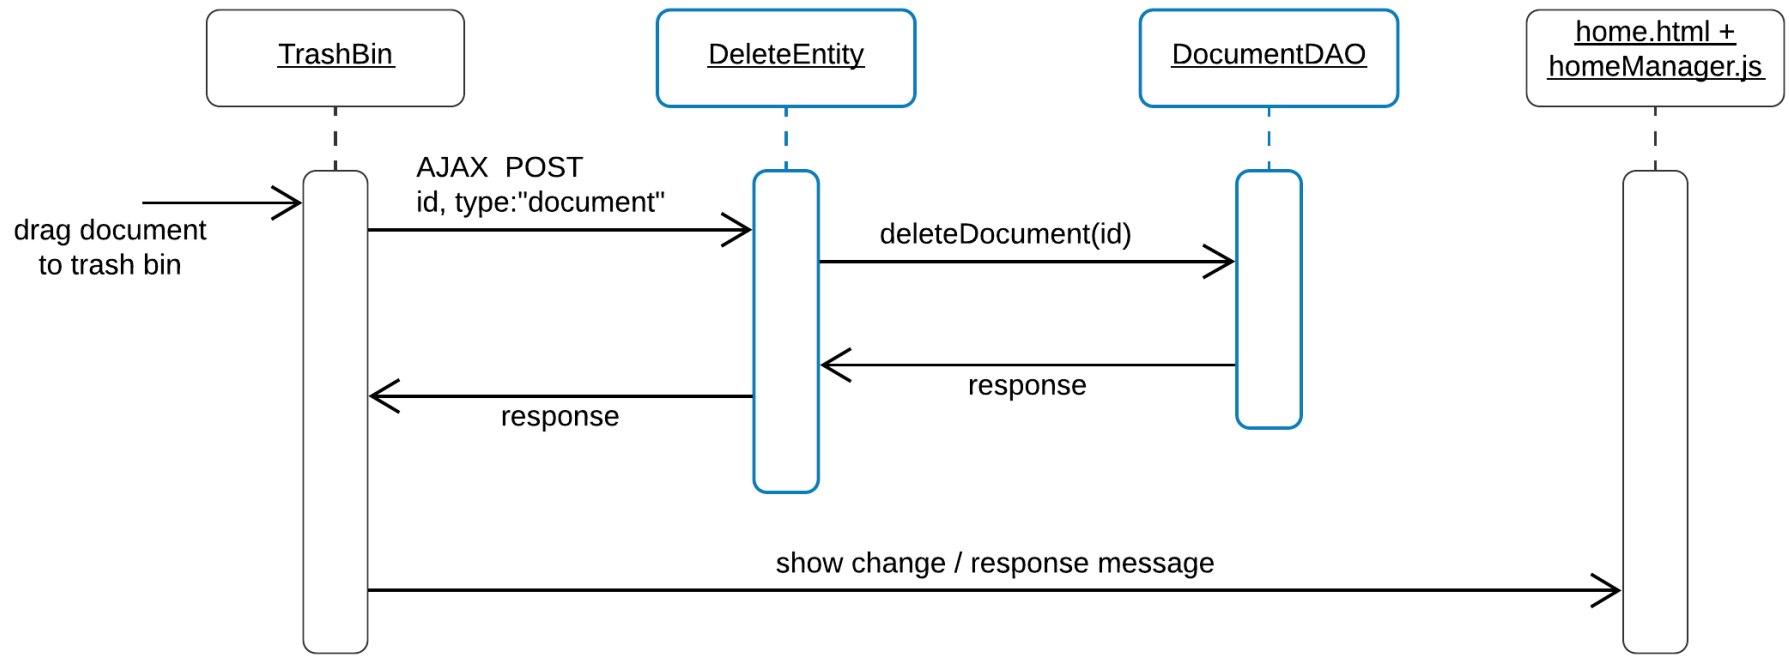 TrashBin
DeleteEntity
DocumentDAO
home.html +
homeManager.js
AJAX  POST
id, type:"document"
drag document
to trash bin
deleteDocument(id)
response
response
show change / response message